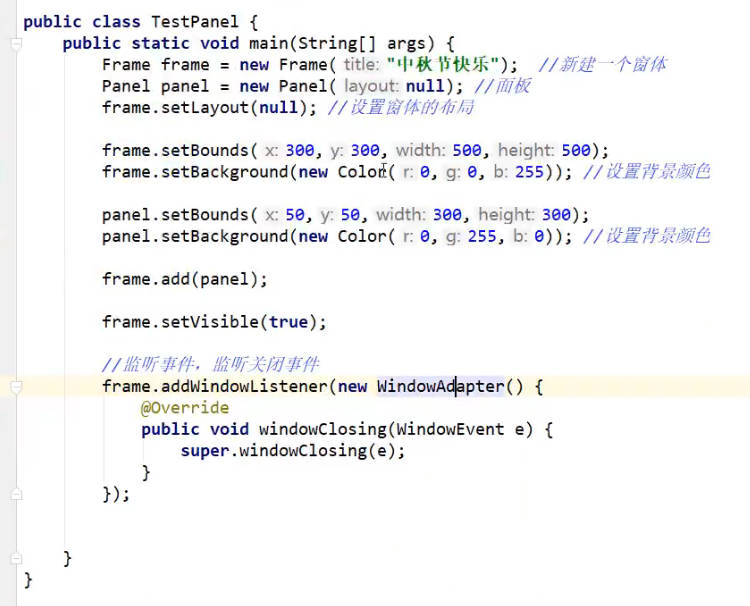 public class TestPanel {
public static void main(String[] args) {
Frame frame = new Frame( title: "中秋节快乐");  //新建一个窗体
Panel panel = new Panel( layout: null); //面板
frame.setLayout(null); //设置窗体的布局
frame.setBounds( x: 300, y: 300, width: 500, height: 500);
frame.setBackground(new Color( r: 0, g: 0, b: 255)); //设置背景颜色
panel.setBounds( x: 50, y: 50, width: 300, height: 300);
panel.setBackground(new Color( r: 0, g: 255, b: 0)); //设置背景颜色
frame.add(panel);
frame.setVisible(true);
//监听事件，监听关闭事件
frame.addWindowListener(new WindowAdapter() {
@Override
public void windowClosing(WindowEvent e) {
super.windowClosing(e);
}
});
}
}